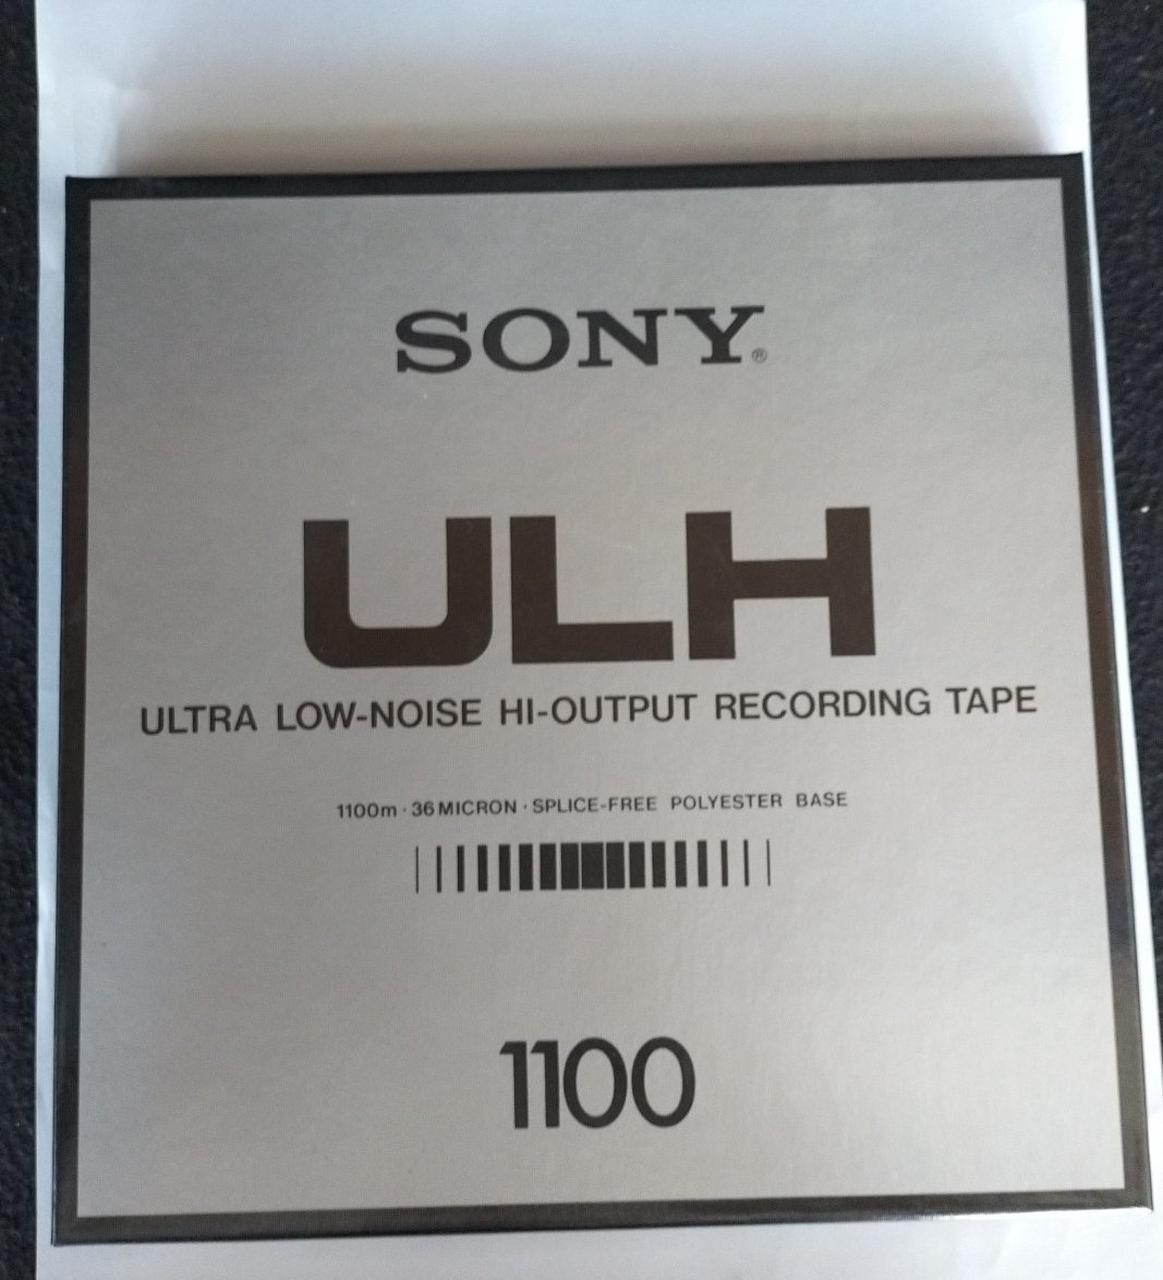 SONY®
ULH
ULTRA LOW-NOISE HI-OUTPUT RECORDING TAPE
1100m · 36 MICRON · SPLICE-FREE POLYESTER BASE
1100